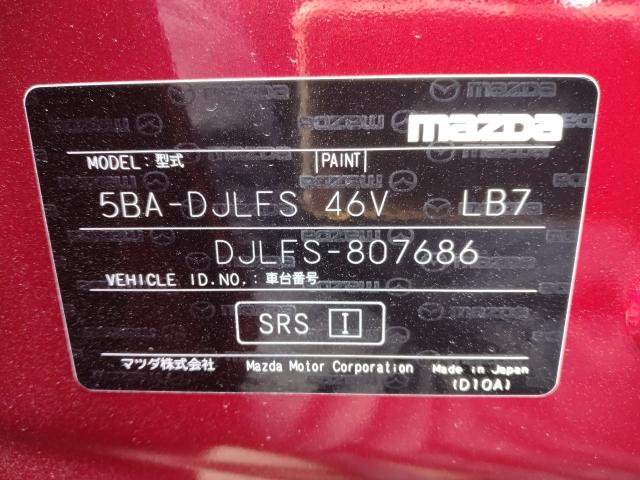 mazda
MODEL:型式 |PAINT|
5BA-DJLFS 46V LB7
DJLFS-807686
VEHICLE ID.NO.:車台番号
SRS I
マツダ株式会社 Mazda Motor Corporation Made in Japan
(D10A)